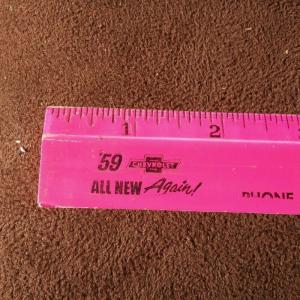 1 2
'59 CHEVROLET
ALL NEW Again!
PHONE